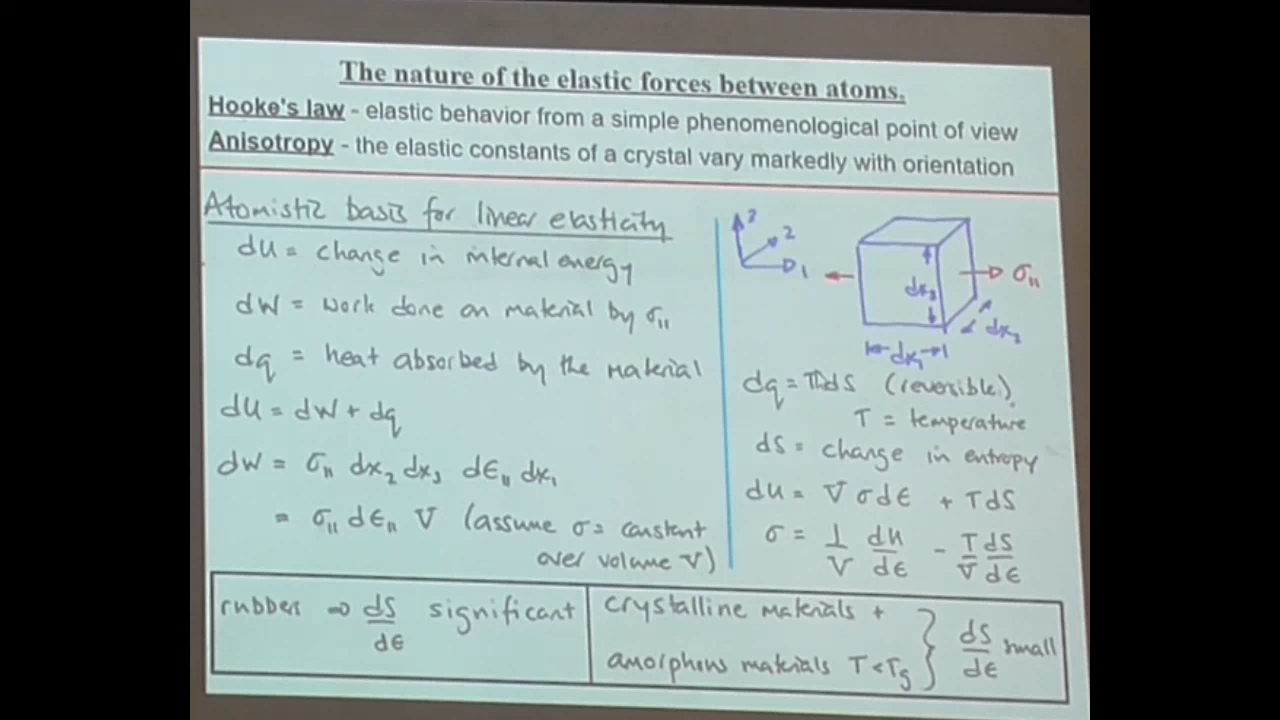 The nature of the elastic forces between atoms.
Hooke's law - elastic behavior from a simple phenomenological point of view
Anisotropy - the elastic constants of a crystal vary markedly with orientation
Atomistic basis for linear elasticity
dU = change in internal energy
dW = work done on material by σ₁₁
dq = heat absorbed by the material
dU = dW + dq
dW = σ₁₁ dx₂ dx₃ dε₁₁ dx₁
= σ₁₁ dε₁₁ V (assume σ = constant
over volume V)
3
2
1
σ₁₁
dx₃
dx₂
dx₁
dq = TdS (reversible)
T = temperature
dS = change in entropy
dU = V σ dε + TdS
σ = 1/V dU/dε - T/V dS/dε
rubbers ⇒ dS/dε significant
crystalline materials +
amorphous materials T < Tg } dS/dε small